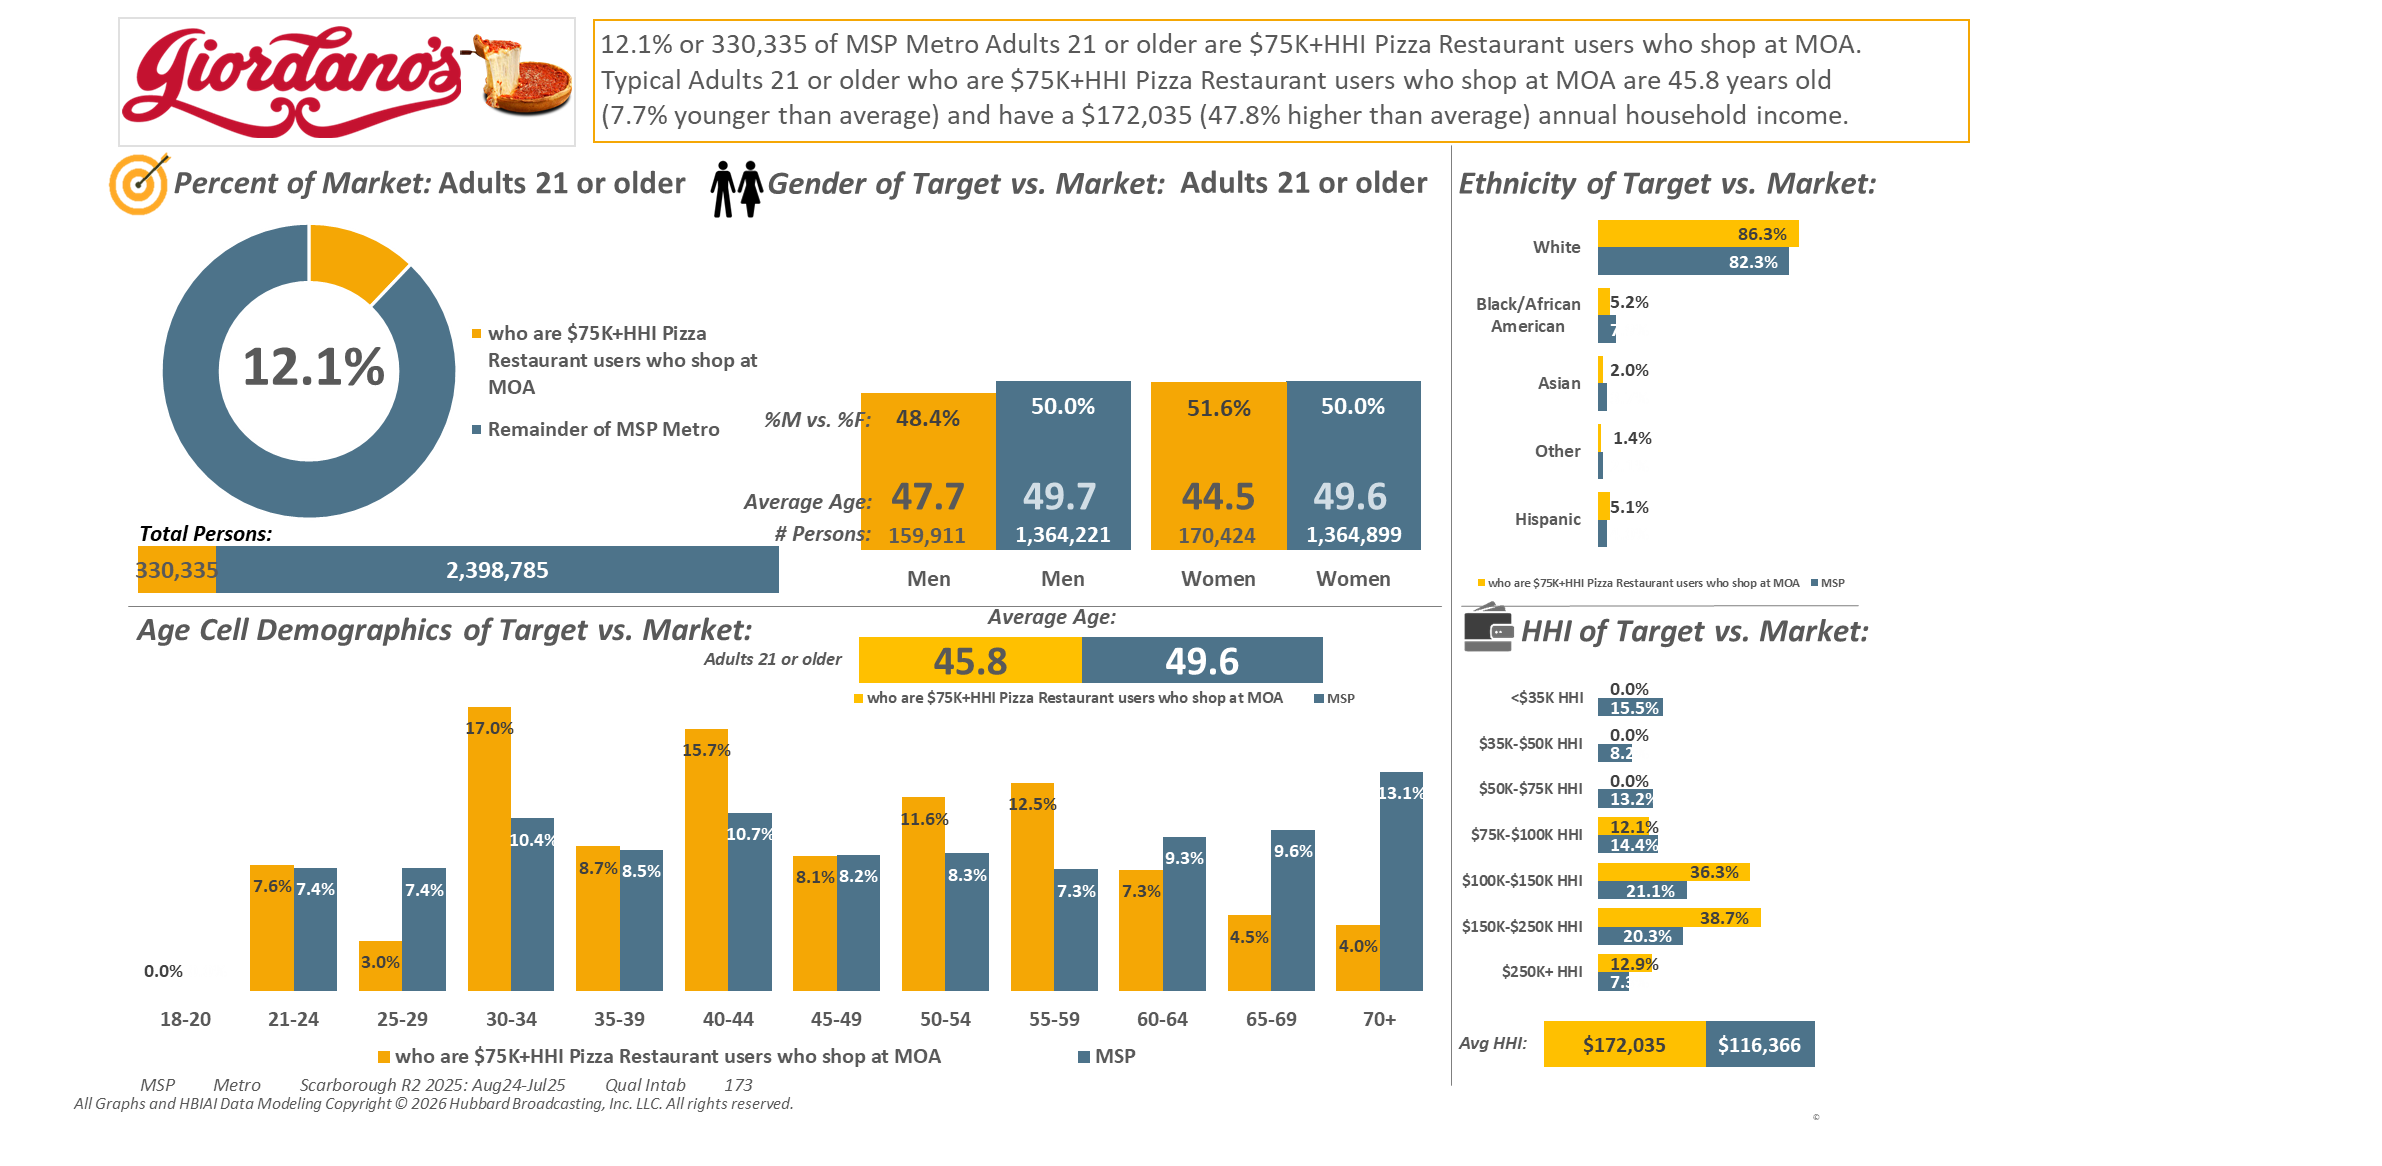 Giordano's
12.1% or 330,335 of MSP Metro Adults 21 or older are $75K+HHI Pizza Restaurant users who shop at MOA.
Typical Adults 21 or older who are $75K+HHI Pizza Restaurant users who shop at MOA are 45.8 years old
(7.7% younger than average) and have a $172,035 (47.8% higher than average) annual household income.
Percent of Market: Adults 21 or older
12.1%
who are $75K+HHI Pizza
Restaurant users who shop at
MOA
Remainder of MSP Metro
Total Persons:
330,335 2,398,785
Gender of Target vs. Market: Adults 21 or older
%M vs. %F: 48.4% 50.0% 51.6% 50.0%
Average Age: 47.7 49.7 44.5 49.6
# Persons: 159,911 1,364,221 170,424 1,364,899
Men Men Women Women
Ethnicity of Target vs. Market:
White 86.3%
82.3%
Black/African
American
5.2%
7
Asian 2.0%
Other 1.4%
Hispanic 5.1%
who are $75K+HHI Pizza Restaurant users who shop at MOA MSP
Age Cell Demographics of Target vs. Market:
Average Age:
Adults 21 or older 45.8 49.6
who are $75K+HHI Pizza Restaurant users who shop at MOA MSP
0.0% 7.6% 7.4% 3.0% 7.4% 17.0% 10.4% 8.7% 8.5% 15.7% 10.7% 8.1% 8.2% 11.6% 8.3% 12.5% 7.3% 7.3% 9.3% 4.5% 9.6% 4.0% 13.1%
18-20 21-24 25-29 30-34 35-39 40-44 45-49 50-54 55-59 60-64 65-69 70+
who are $75K+HHI Pizza Restaurant users who shop at MOA MSP
HHI of Target vs. Market:
<$35K HHI 0.0%
15.5%
$35K-$50K HHI 0.0%
8.2
$50K-$75K HHI 0.0%
13.2%
$75K-$100K HHI 12.1%
14.4%
$100K-$150K HHI 36.3%
21.1%
$150K-$250K HHI 38.7%
20.3%
$250K+ HHI 12.9%
7.3
Avg HHI: $172,035 $116,366
MSP Metro Scarborough R2 2025: Aug24-Jul25 Qual Intab 173
All Graphs and HBIAI Data Modeling Copyright © 2026 Hubbard Broadcasting, Inc. LLC. All rights reserved.
©